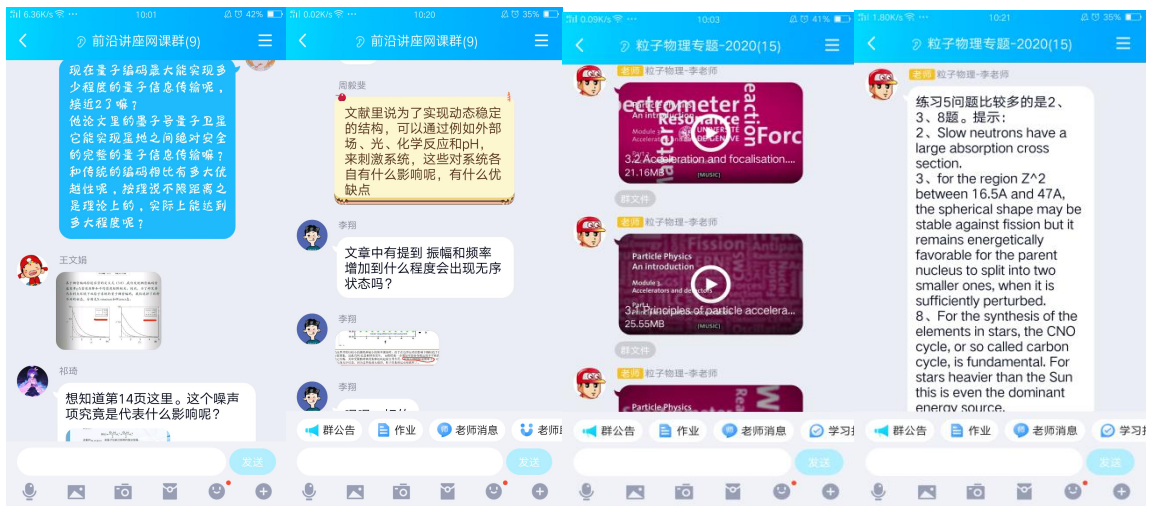 6.36K/s
10:01
42%
前沿讲座网课群(9)
现在量子编码最大能实现多
少程度的量子信息传输呢，
接近2了嘛？
他论文里的墨子号量子卫星
它能实现星地之间绝对安全
的完整的量子信息传输嘛？
和传统的编码相比有多大优
越性呢，按理说不限距离之
是理论上的，实际上能达到
多大程度呢？
王文娟
祁琦
想知道第14页这里。这个噪声
项究竟是代表什么影响呢？
发送
0.02K/s
10:20
35%
前沿讲座网课群(9)
周毅斐
文献里说为了实现动态稳定
的结构，可以通过例如外部
场、光、化学反应和pH，
来刺激系统，这些对系统各
自有什么影响呢，有什么优
缺点
李翔
文章中有提到 振幅和频率
增加到什么程度会出现无序
状态吗？
李翔
李翔
群公告
作业
老师消息
发送
0.09K/s
10:03
41%
粒子物理专题-2020(15)
老师 粒子物理-李老师
An introduction
Resonance
eaction
UNIVERSITÉ
DE GENÈVE
Forc
3.2 Acceleration and focalisation....
21.16MB
[MUSIC]
群文件
老师 粒子物理-李老师
Fission
Particle Physics
An introduction
Module 3.
Accelerators and detectors
3.1 Principles of particle accelera...
25.55MB
[MUSIC]
群文件
老师 粒子物理-李老师
Particle Physics
群公告
作业
老师消息
发送
1.80K/s
10:21
35%
粒子物理专题-2020(15)
老师 粒子物理-李老师
练习5问题比较多的是2、
3、8题。提示：
2、Slow neutrons have a
large absorption cross
section.
3、for the region Z^2
between 16.5A and 47A,
the spherical shape may be
stable against fission but it
remains energetically
favorable for the parent
nucleus to split into two
smaller ones, when it is
sufficiently perturbed.
8、For the synthesis of the
elements in stars, the CNO
cycle, or so called carbon
cycle, is fundamental. For
stars heavier than the Sun
this is even the dominant
energy source.
群公告
作业
老师消息
发送